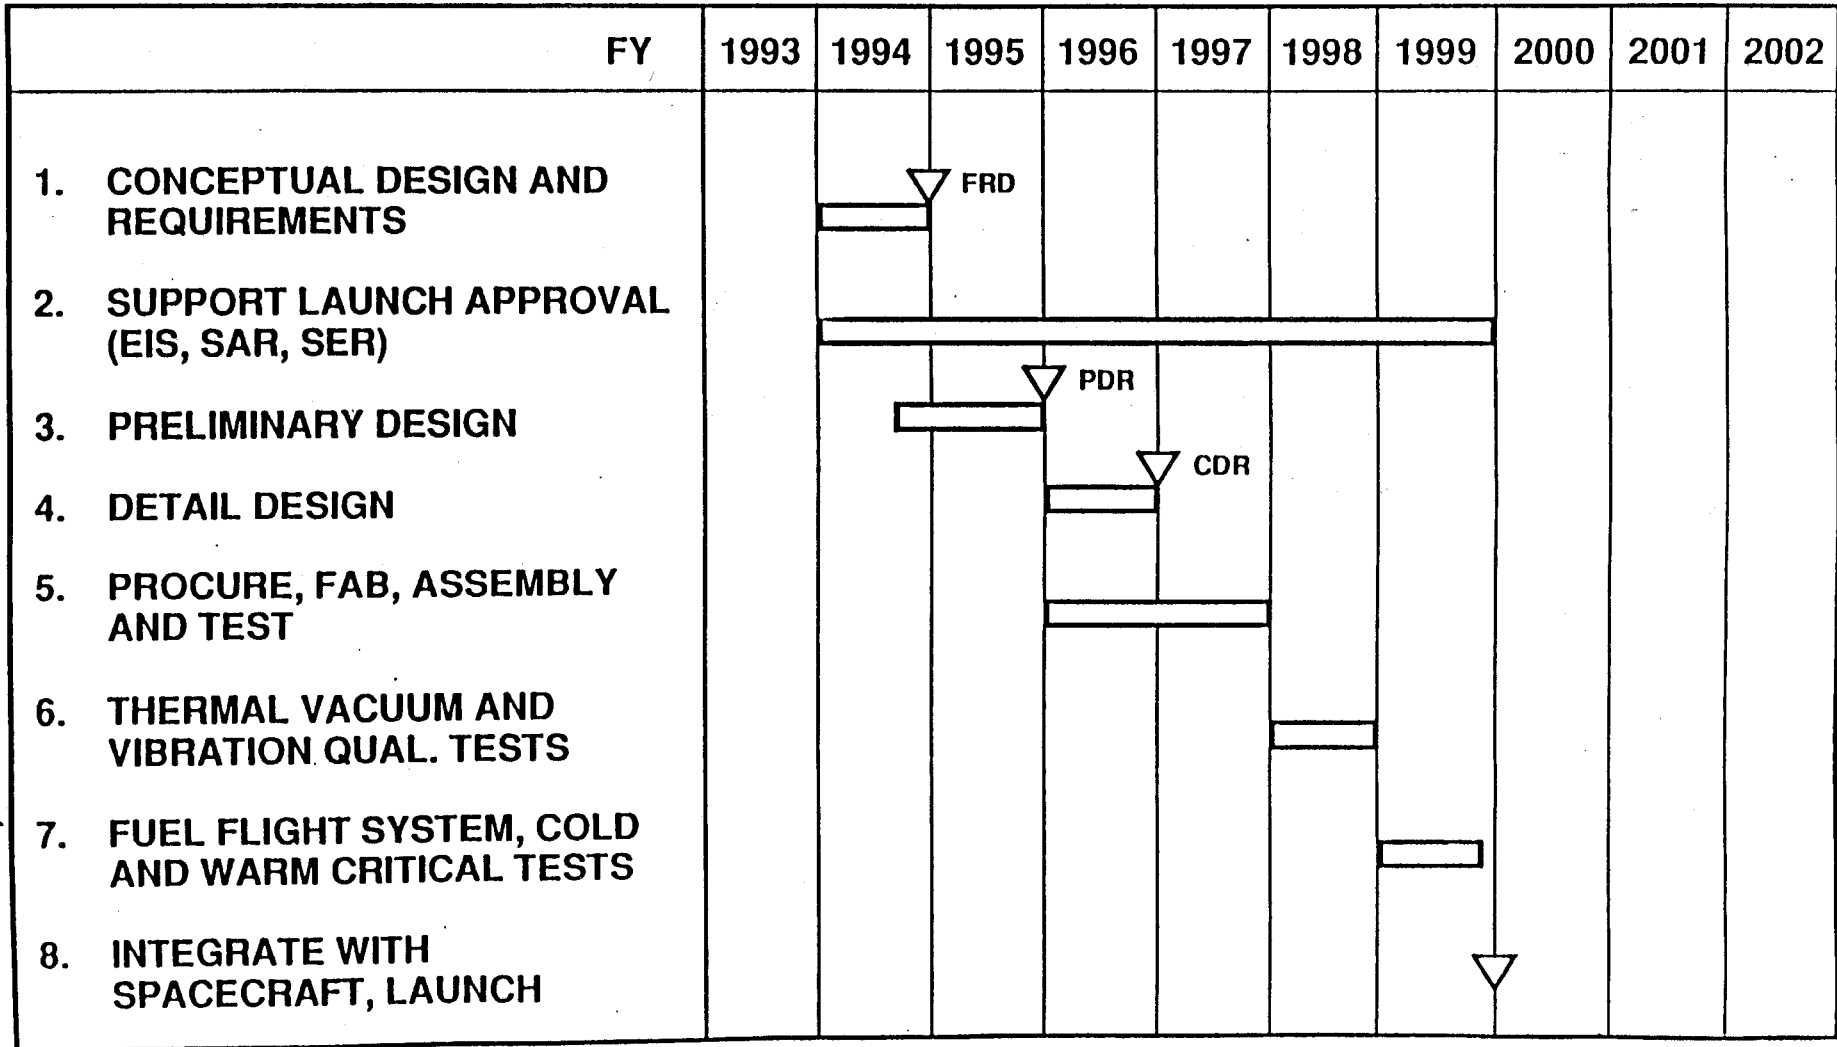 FY 1993 1994 1995 1996 1997 1998 1999 2000 2001 2002
1. CONCEPTUAL DESIGN AND
REQUIREMENTS
FRD
2. SUPPORT LAUNCH APPROVAL
(EIS, SAR, SER)
PDR
3. PRELIMINARY DESIGN
CDR
4. DETAIL DESIGN
5. PROCURE, FAB, ASSEMBLY
AND TEST
6. THERMAL VACUUM AND
VIBRATION QUAL. TESTS
7. FUEL FLIGHT SYSTEM, COLD
AND WARM CRITICAL TESTS
8. INTEGRATE WITH
SPACECRAFT, LAUNCH